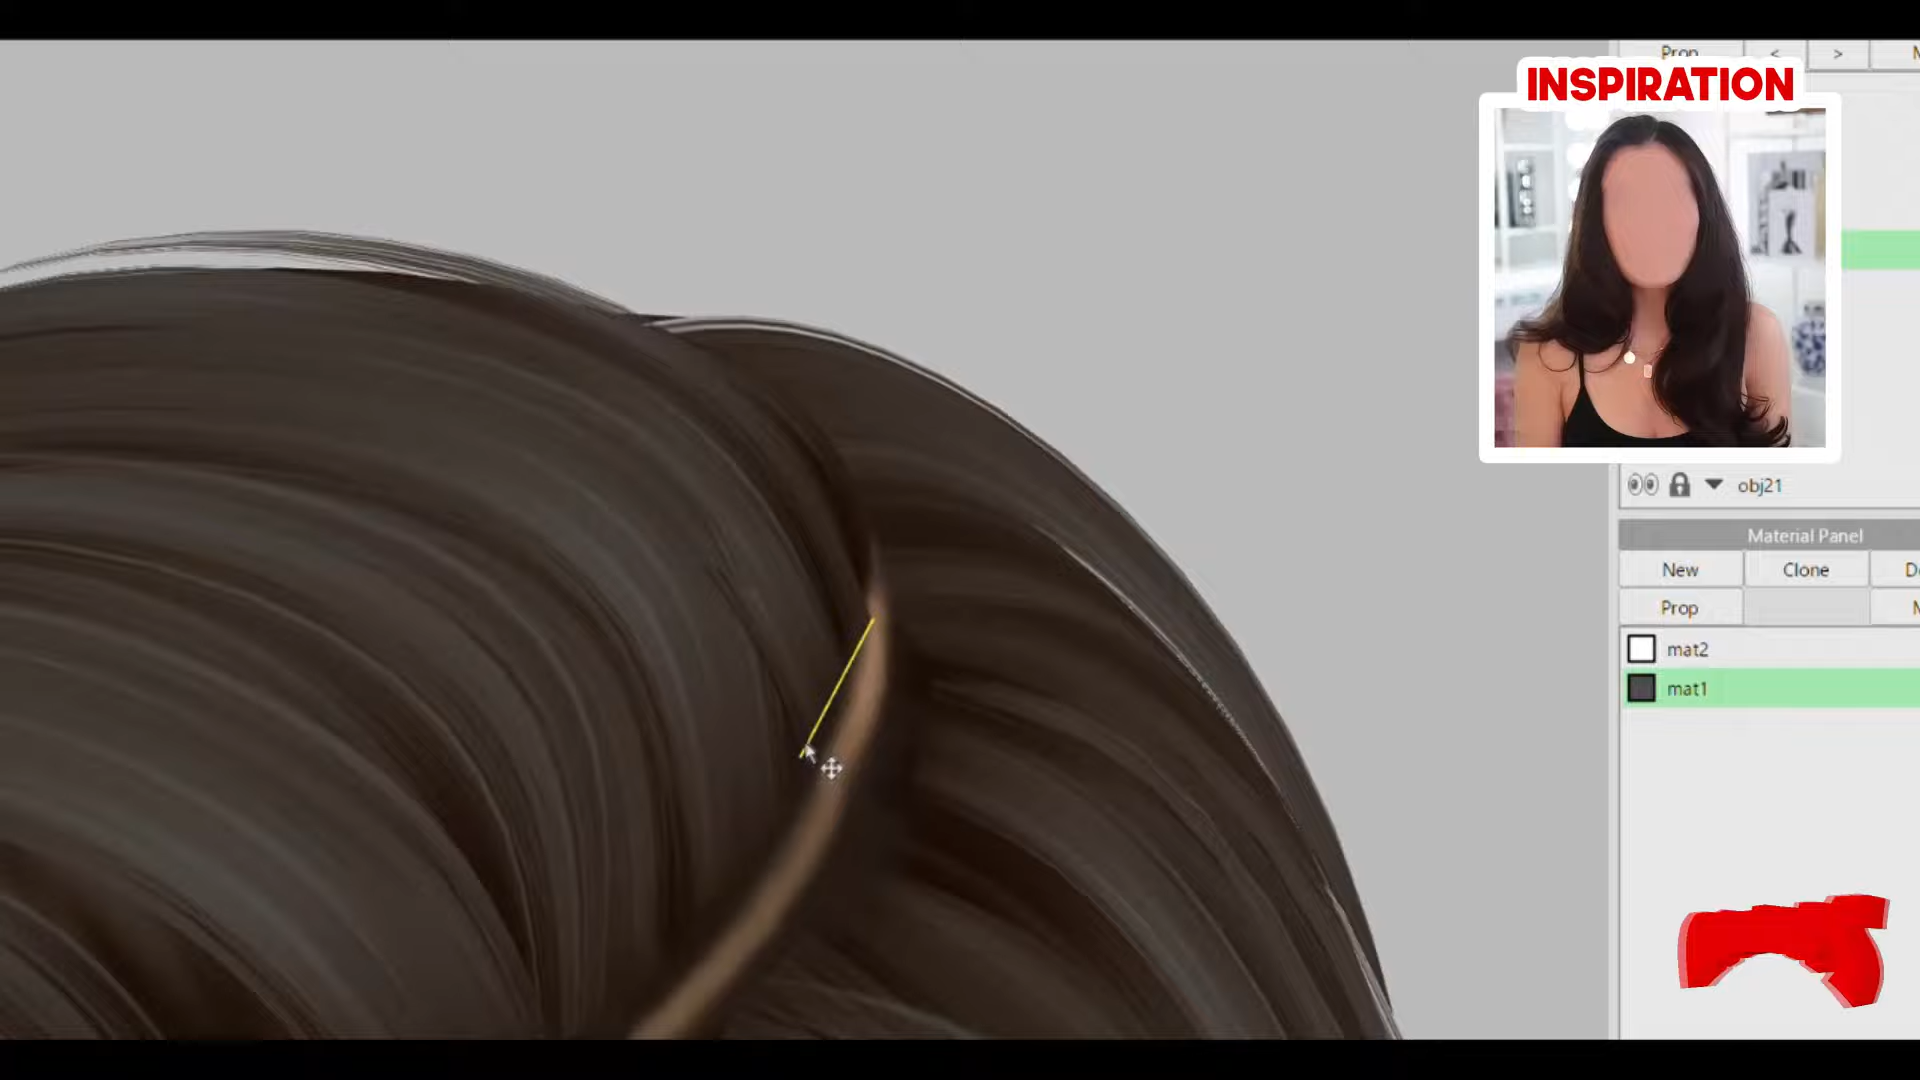 Prop < >
INSPIRATION
obj21
Material Panel
New Clone
Prop
mat2
mat1